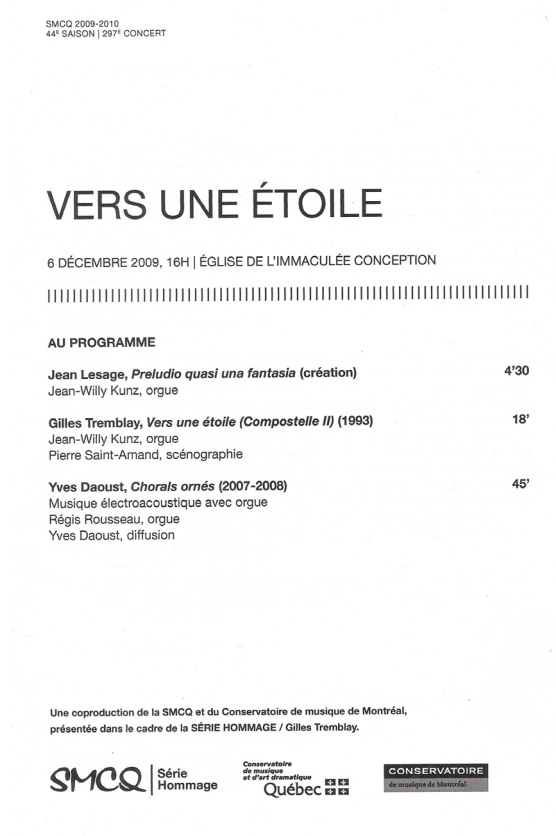 SMCQ 2009-2010
44E SAISON | 297E CONCERT
VERS UNE ÉTOILE
6 DÉCEMBRE 2009, 16H | ÉGLISE DE L'IMMACULÉE CONCEPTION
AU PROGRAMME
Jean Lesage, Preludio quasi una fantasia (création) 4'30
Jean-Willy Kunz, orgue
Gilles Tremblay, Vers une étoile (Compostelle II) (1993) 18'
Jean-Willy Kunz, orgue
Pierre Saint-Amand, scénographie
Yves Daoust, Chorals ornés (2007-2008) 45'
Musique électroacoustique avec orgue
Régis Rousseau, orgue
Yves Daoust, diffusion
Une coproduction de la SMCQ et du Conservatoire de musique de Montréal,
présentée dans le cadre de la SÉRIE HOMMAGE / Gilles Tremblay.
SMCQ | Série
Hommage
Conservatoire
de musique
et d'art dramatique
Québec
CONSERVATOIRE
de musique de Montréal